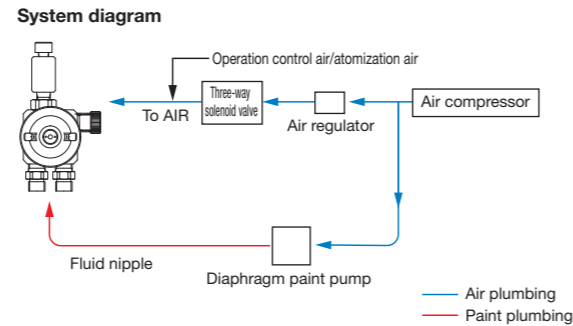 System diagram
Operation control air/atomization air
Three-way
solenoid valve
To AIR
Air regulator
Air compressor
Fluid nipple
Diaphragm paint pump
Air plumbing
Paint plumbing